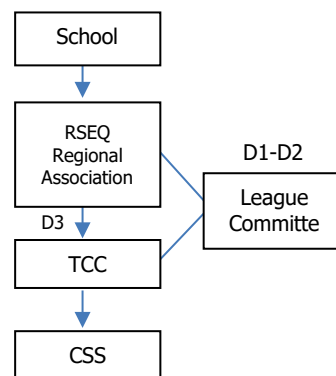 School
RSEQ
Regional
Association
D1-D2
League
Committe
D3
TCC
CSS